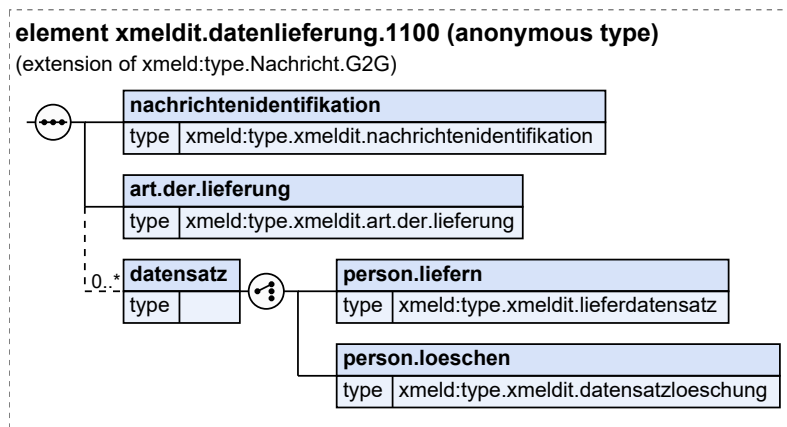 element xmeldit.datenlieferung.1100 (anonymous type)
(extension of xmeld:type.Nachricht.G2G)
nachrichtenidentifikation
type xmeld:type.xmeldit.nachrichtenidentifikation
art.der.lieferung
type xmeld:type.xmeldit.art.der.lieferung
0..*
datensatz
type
person.liefern
type xmeld:type.xmeldit.lieferdatensatz
person.loeschen
type xmeld:type.xmeldit.datensatzloeschung